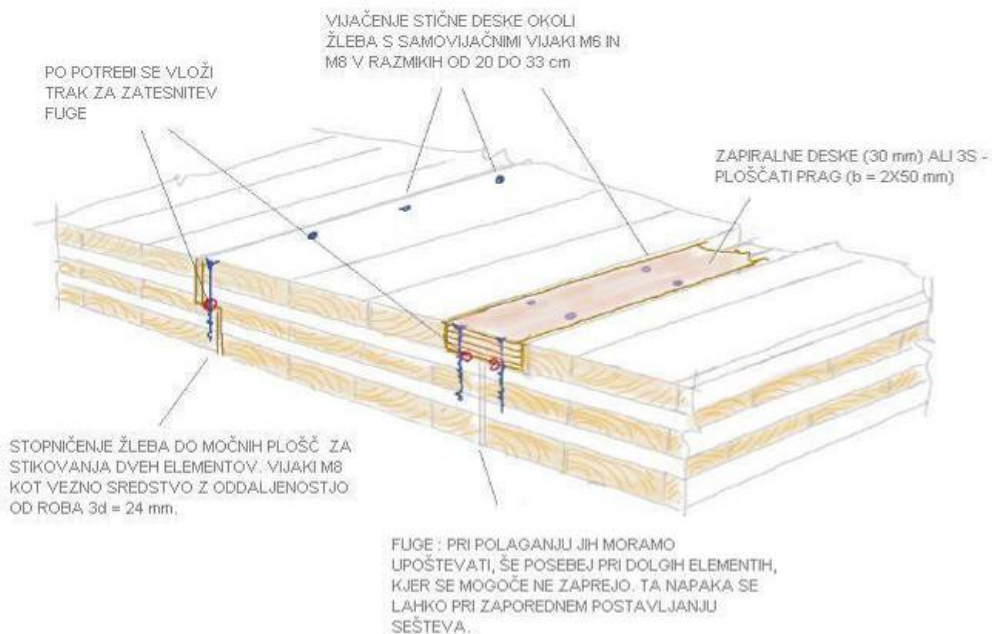 VIJAČENJE STIČNE DESKE OKOLI
ŽLEBA S SAMOVIJAČNIMI VIJAKI M6 IN
M8 V RAZMIKIH OD 20 DO 33 cm
PO POTREBI SE VLOŽI
TRAK ZA ZATESNITEV
FUGE
ZAPIRALNE DESKE (30 mm) ALI 3S -
PLOŠČATI PRAG (b = 2X50 mm)
STOPNIČENJE ŽLEBA DO MOČNIH PLOŠČ ZA
STIKOVANJA DVEH ELEMENTOV. VIJAKI M8
KOT VEZNO SREDSTVO Z ODDALJENOSTJO
OD ROBA 3d = 24 mm.
FUGE : PRI POLAGANJU JIH MORAMO
UPOŠTEVATI, ŠE POSEBEJ PRI DOLGIH ELEMENTIH,
KJER SE MOGOČE NE ZAPREJO. TA NAPAKA SE
LAHKO PRI ZAPOREDNEM POSTAVLJANJU
SEŠTEVA.